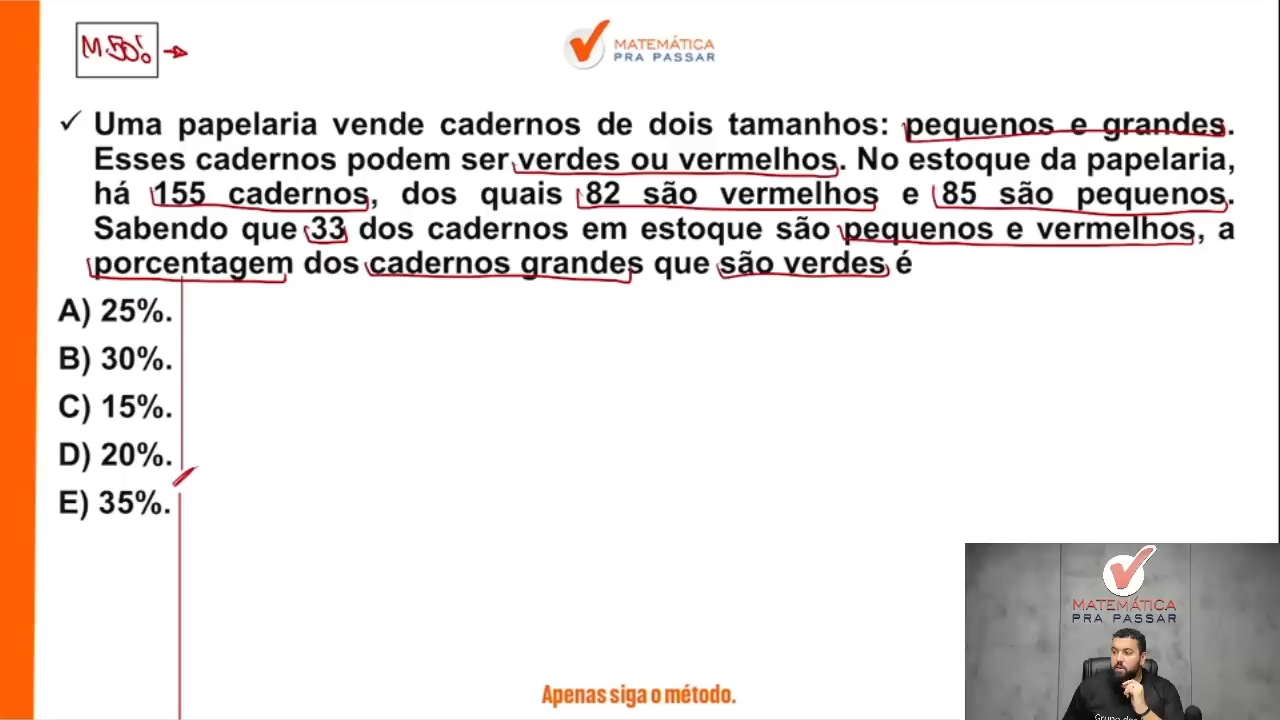 M.50%
MATEMÁTICA
PRA PASSAR
✓ Uma papelaria vende cadernos de dois tamanhos: pequenos e grandes.
Esses cadernos podem ser verdes ou vermelhos. No estoque da papelaria,
há 155 cadernos, dos quais 82 são vermelhos e 85 são pequenos.
Sabendo que 33 dos cadernos em estoque são pequenos e vermelhos, a
porcentagem dos cadernos grandes que são verdes é
A) 25%.
B) 30%.
C) 15%.
D) 20%.
E) 35%.
MATEMÁTICA
PRA PASSAR
Apenas siga o método.